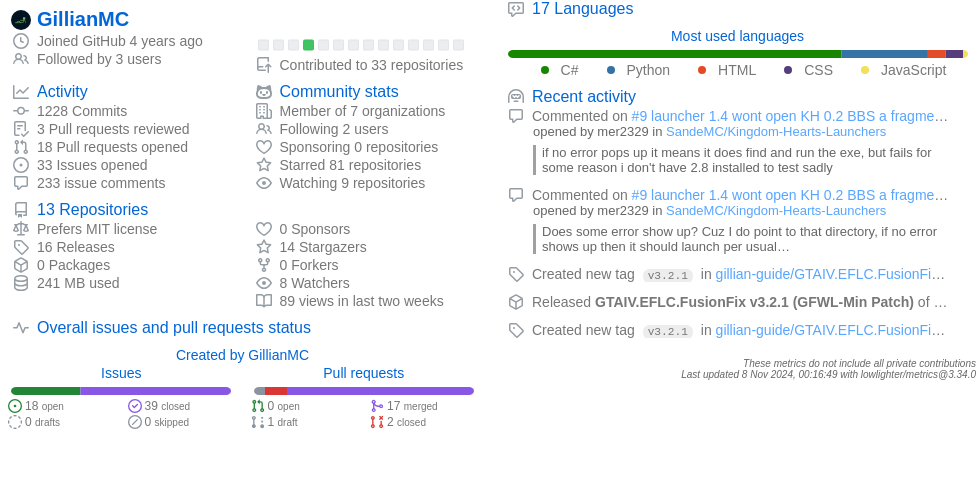 GillianMC
Joined GitHub 4 years ago
Followed by 3 users
Contributed to 33 repositories
Activity
1228 Commits
3 Pull requests reviewed
18 Pull requests opened
33 Issues opened
233 issue comments
Community stats
Member of 7 organizations
Following 2 users
Sponsoring 0 repositories
Starred 81 repositories
Watching 9 repositories
13 Repositories
Prefers MIT license
16 Releases
0 Packages
241 MB used
0 Sponsors
14 Stargazers
0 Forkers
8 Watchers
89 views in last two weeks
Overall issues and pull requests status
Created by GillianMC
Issues
18 open
39 closed
0 drafts
0 skipped
Pull requests
0 open
17 merged
1 draft
2 closed
17 Languages
Most used languages
C# Python HTML CSS JavaScript
Recent activity
Commented on #9 launcher 1.4 wont open KH 0.2 BBS a fragme…
opened by mer2329 in SandeMC/Kingdom-Hearts-Launchers
if no error pops up it means it does find and run the exe, but fails for
some reason i don't have 2.8 installed to test sadly
Commented on #9 launcher 1.4 wont open KH 0.2 BBS a fragme…
opened by mer2329 in SandeMC/Kingdom-Hearts-Launchers
Does some error show up? Cuz I do point to that directory, if no error
shows up then it should launch per usual…
Created new tag v3.2.1 in gillian-guide/GTAIV.EFLC.FusionFi…
Released GTAIV.EFLC.FusionFix v3.2.1 (GFWL-Min Patch) of …
Created new tag v3.2.1 in gillian-guide/GTAIV.EFLC.FusionFi…
These metrics do not include all private contributions
Last updated 8 Nov 2024, 00:16:49 with lowlighter/metrics@3.34.0